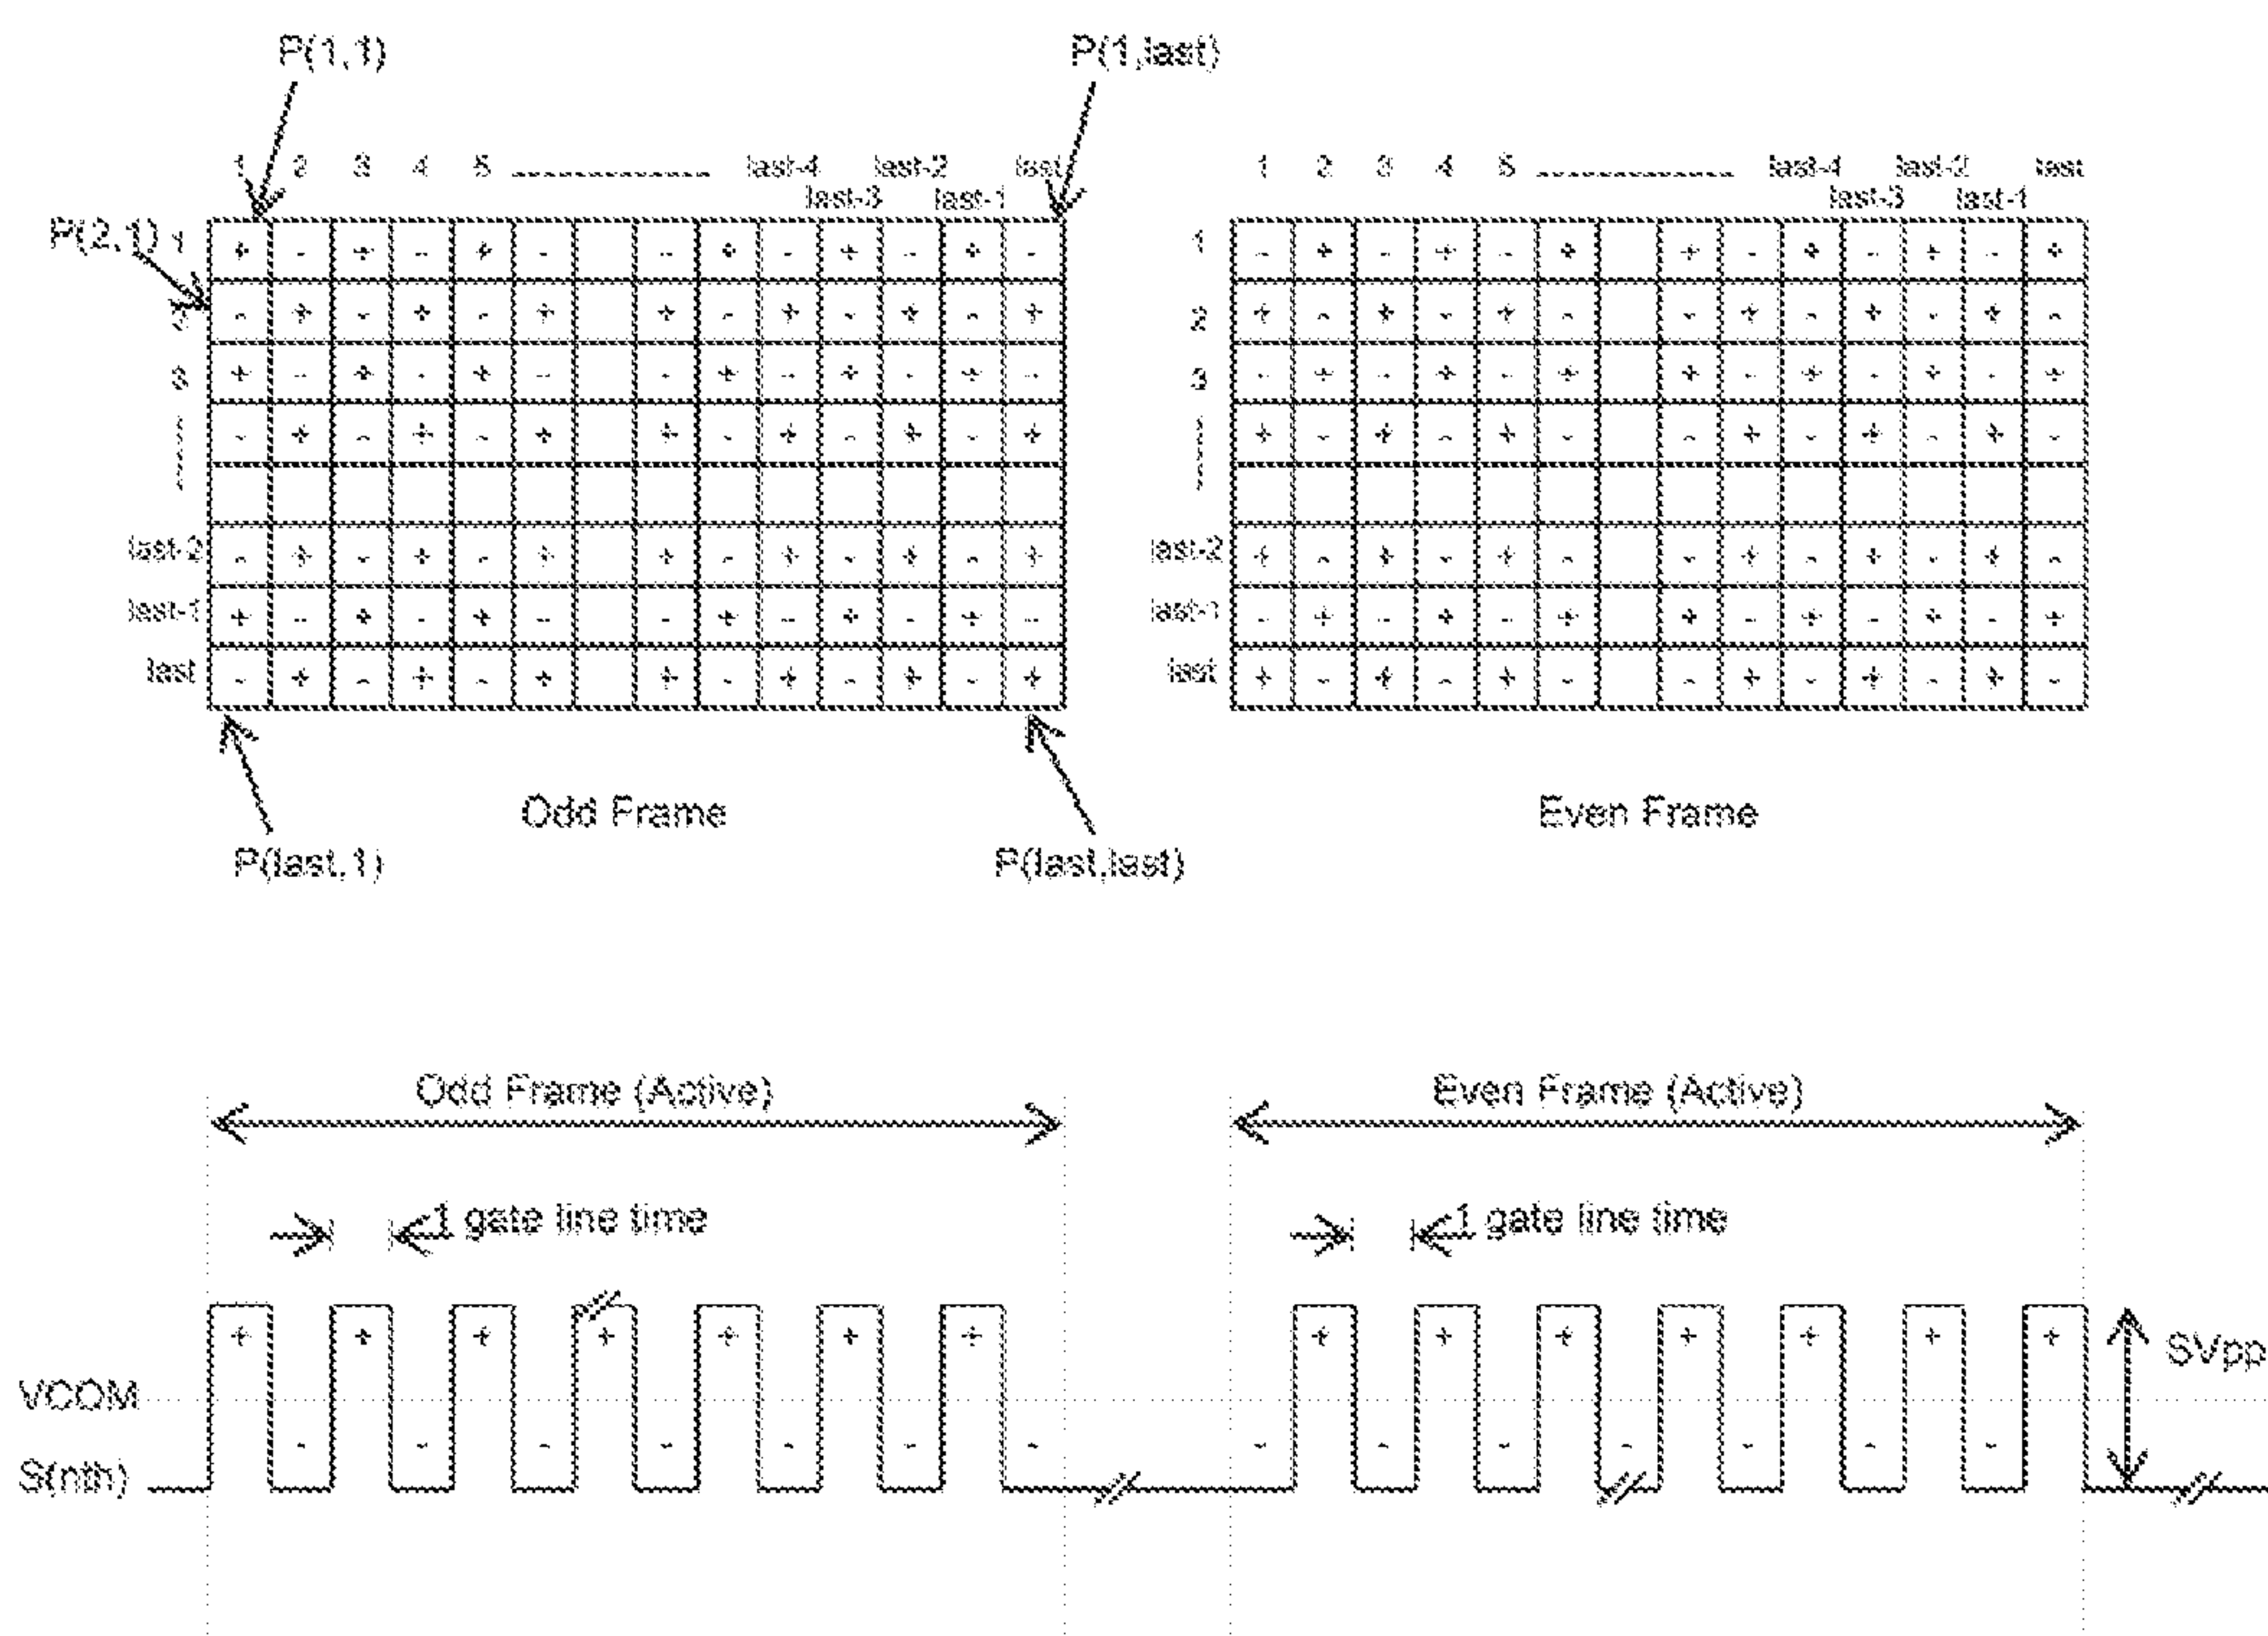 P(1,1)
P(1,last)
1 2 3 4 5 last-4 last-2 last
last-3 last-1
1 2 3 4 5 last-4 last-2 last
last-3 last-1
P(2,1)
1 + - + - + - - + - + - + -
2 - + - + - + + - + - + - +
3 + - + - + - - + - + - + -
- + - + - + + - + - + - +
last-2 - + - + - + + - + - + - +
last-1 + - + - + - - + - + - + -
last - + - + - + + - + - + - +
1 - + - + - + + - + - + - +
2 + - + - + - - + - + - + -
3 - + - + - + + - + - + - +
+ - + - + - - + - + - + -
last-2 + - + - + - - + - + - + -
last-1 - + - + - + + - + - + - +
last + - + - + - - + - + - + -
P(last,1)
Odd Frame
P(last,last)
Even Frame
Odd Frame (Active)
Even Frame (Active)
1 gate line time
1 gate line time
+ + + + + + +
+ + + + + + +
SVpp
VCOM
- - - - - - -
- - - - - - -
S(nth)